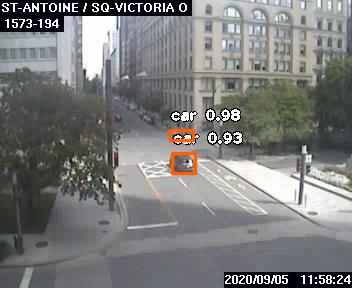 ST-ANTOINE / SQ-VICTORIA O
1573-194
car 0.98
car 0.93
2020/09/05 11:58:24